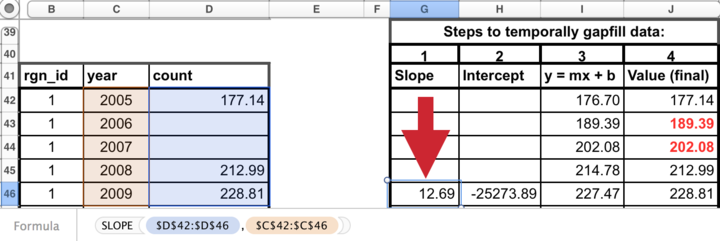 B C D E F G H I J
39 Steps to temporally gapfill data:
40 1 2 3 4
41 rgn_id year count Slope Intercept y = mx + b Value (final)
42 1 2005 177.14 176.70 177.14
43 1 2006 189.39 189.39
44 1 2007 202.08 202.08
45 1 2008 212.99 214.78 212.99
46 1 2009 228.81 12.69 -25273.89 227.47 228.81
Formula SLOPE ( $D$42:$D$46 , $C$42:$C$46 )